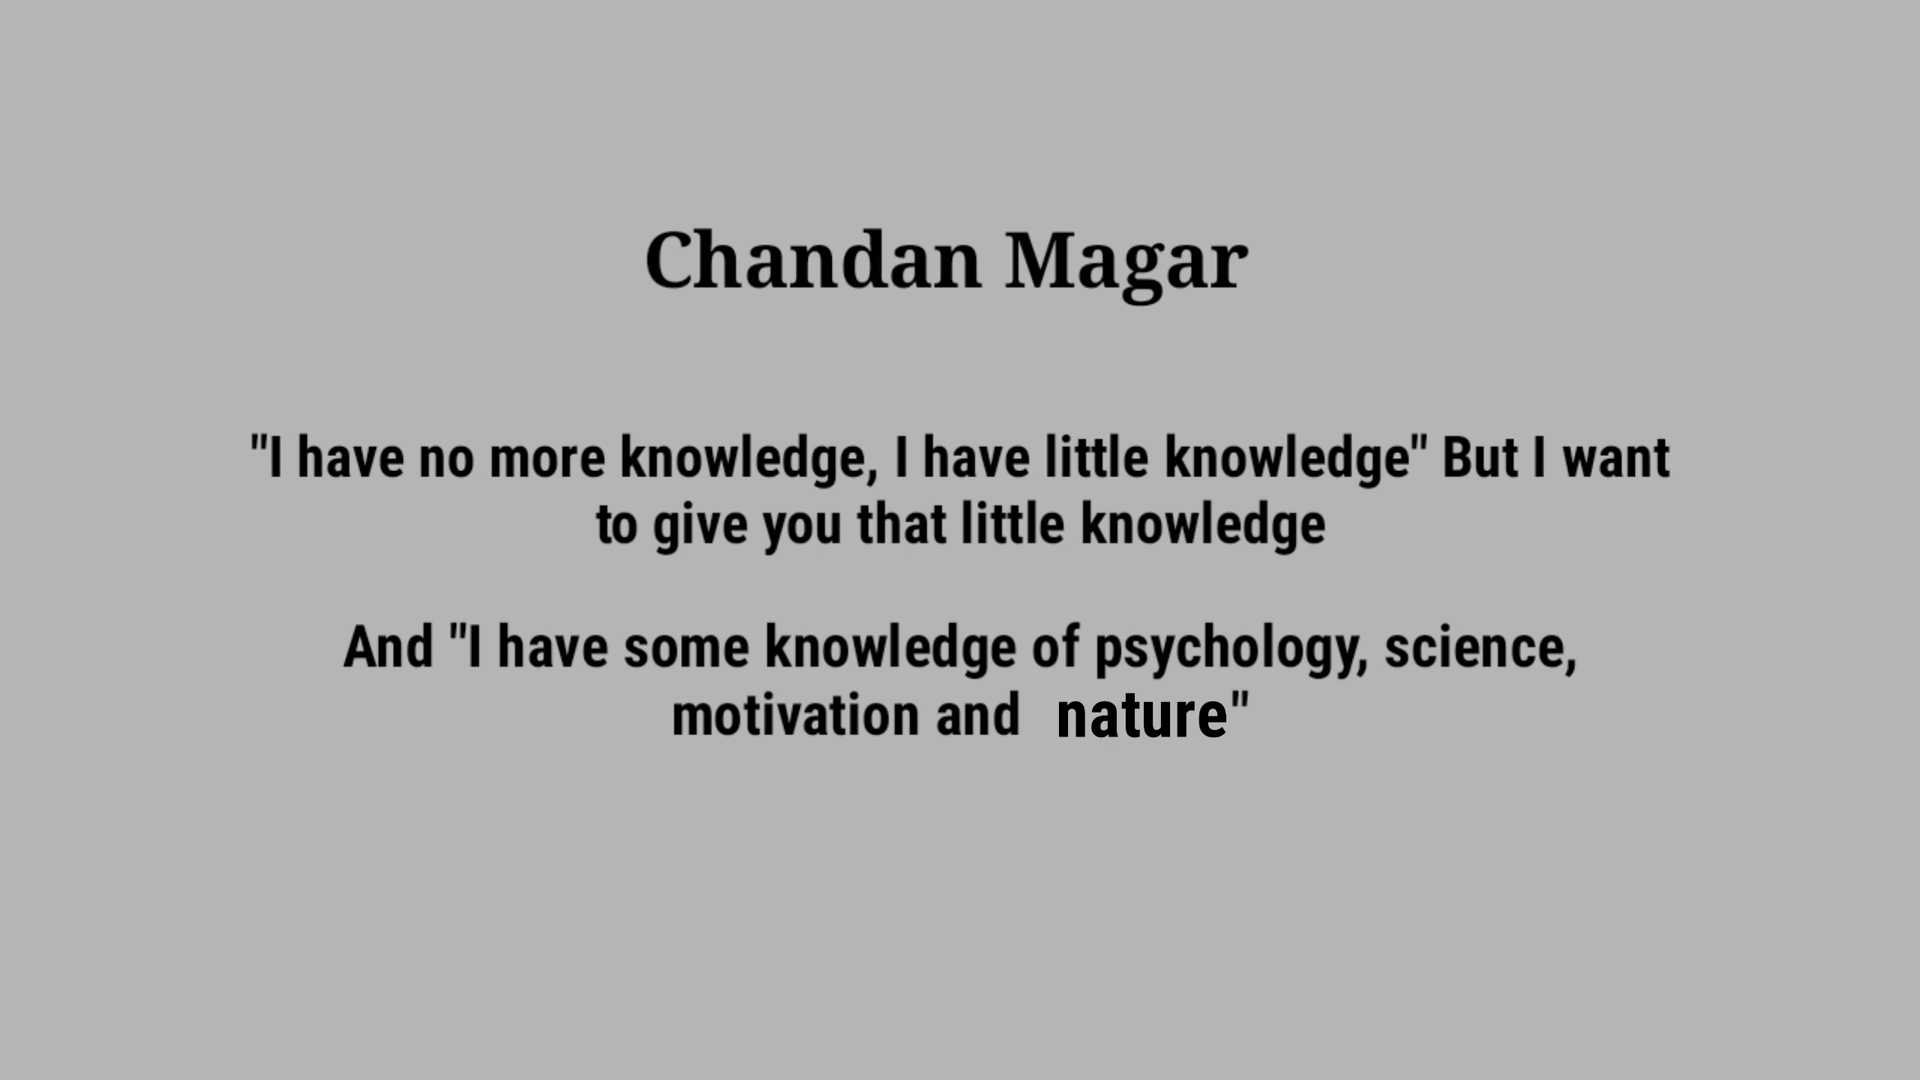 Chandan Magar
"I have no more knowledge, I have little knowledge" But I want
to give you that little knowledge
And "I have some knowledge of psychology, science,
motivation and nature"